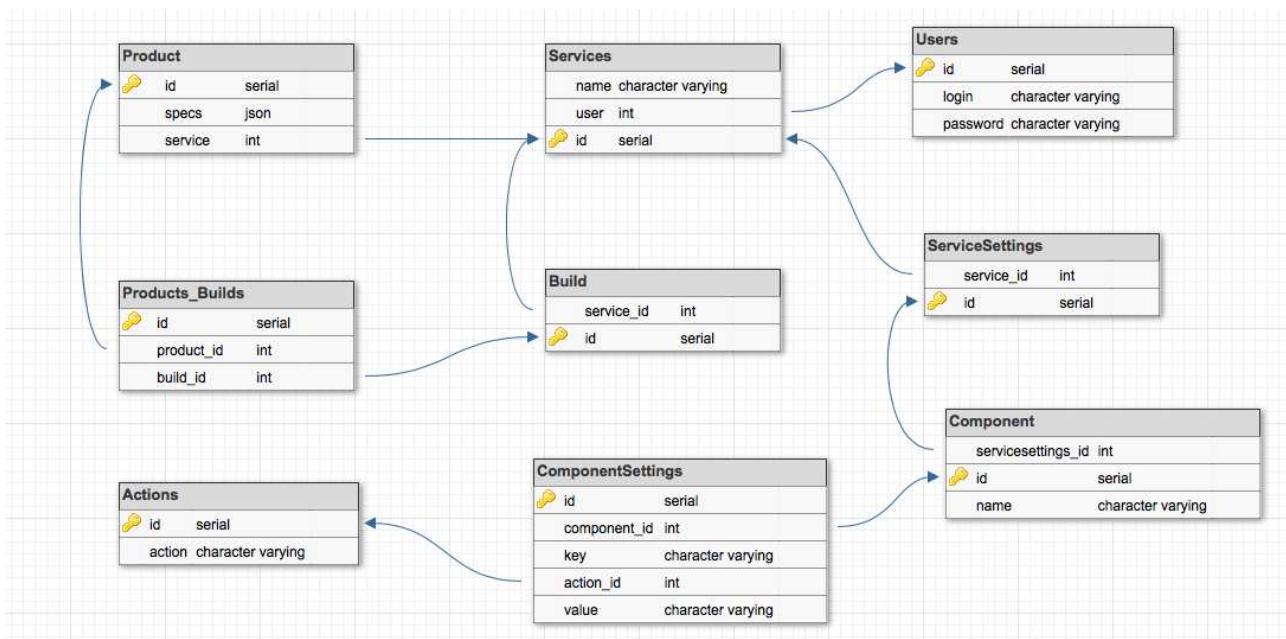 Product
id serial
specs json
service int
Services
name character varying
user int
id serial
Users
id serial
login character varying
password character varying
Products_Builds
id serial
product_id int
build_id int
Build
service_id int
id serial
ServiceSettings
service_id int
id serial
Component
servicesettings_id int
id serial
name character varying
Actions
id serial
action character varying
ComponentSettings
id serial
component_id int
key character varying
action_id int
value character varying